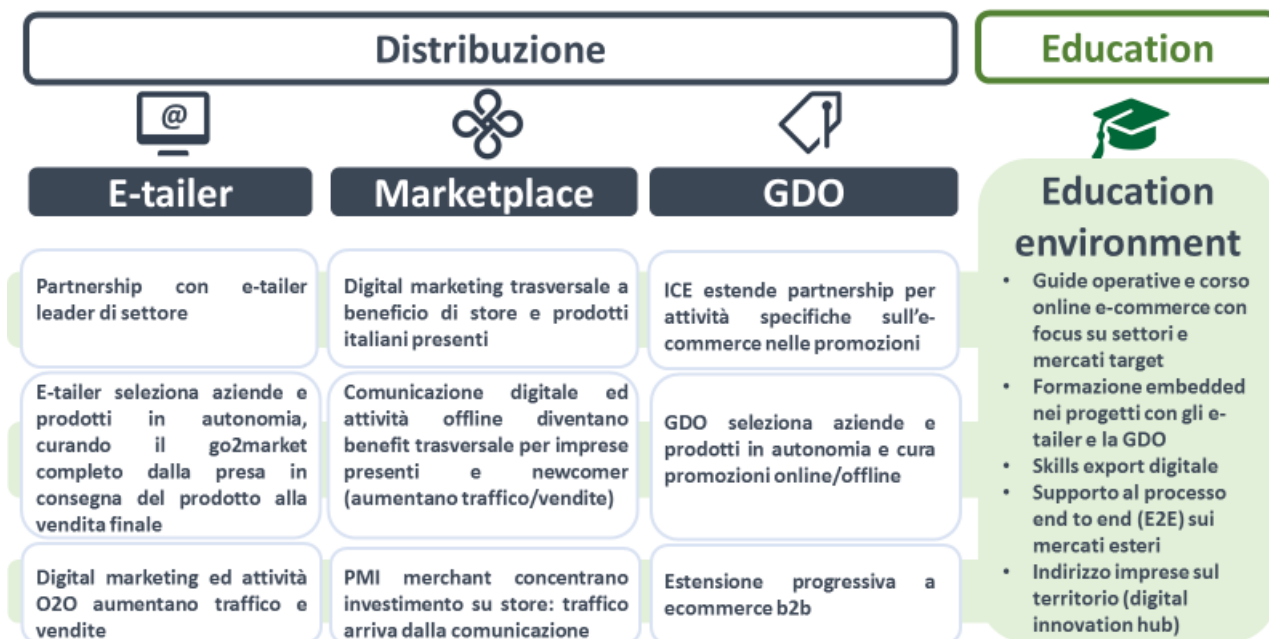 Distribuzione
Education
@
E-tailer
Marketplace
GDO
Partnership con e-tailer
leader di settore
Digital marketing trasversale a
beneficio di store e prodotti
italiani presenti
ICE estende partnership per
attività specifiche sull'e-
commerce nelle promozioni
E-tailer seleziona aziende e
prodotti in autonomia,
curando il go2market
completo dalla presa in
consegna del prodotto alla
vendita finale
Comunicazione digitale ed
attività offline diventano
benefit trasversale per imprese
presenti e newcomer
(aumentano traffico/vendite)
GDO seleziona aziende e
prodotti in autonomia e cura
promozioni online/offline
Digital marketing ed attività
O2O aumentano traffico e
vendite
PMI merchant concentrano
investimento su store: traffico
arriva dalla comunicazione
Estensione progressiva a
ecommerce b2b
Education
environment
• Guide operative e corso
online e-commerce con
focus su settori e
mercati target
• Formazione embedded
nei progetti con gli e-
tailer e la GDO
• Skills export digitale
• Supporto al processo
end to end (E2E) sui
mercati esteri
• Indirizzo imprese sul
territorio (digital
innovation hub)